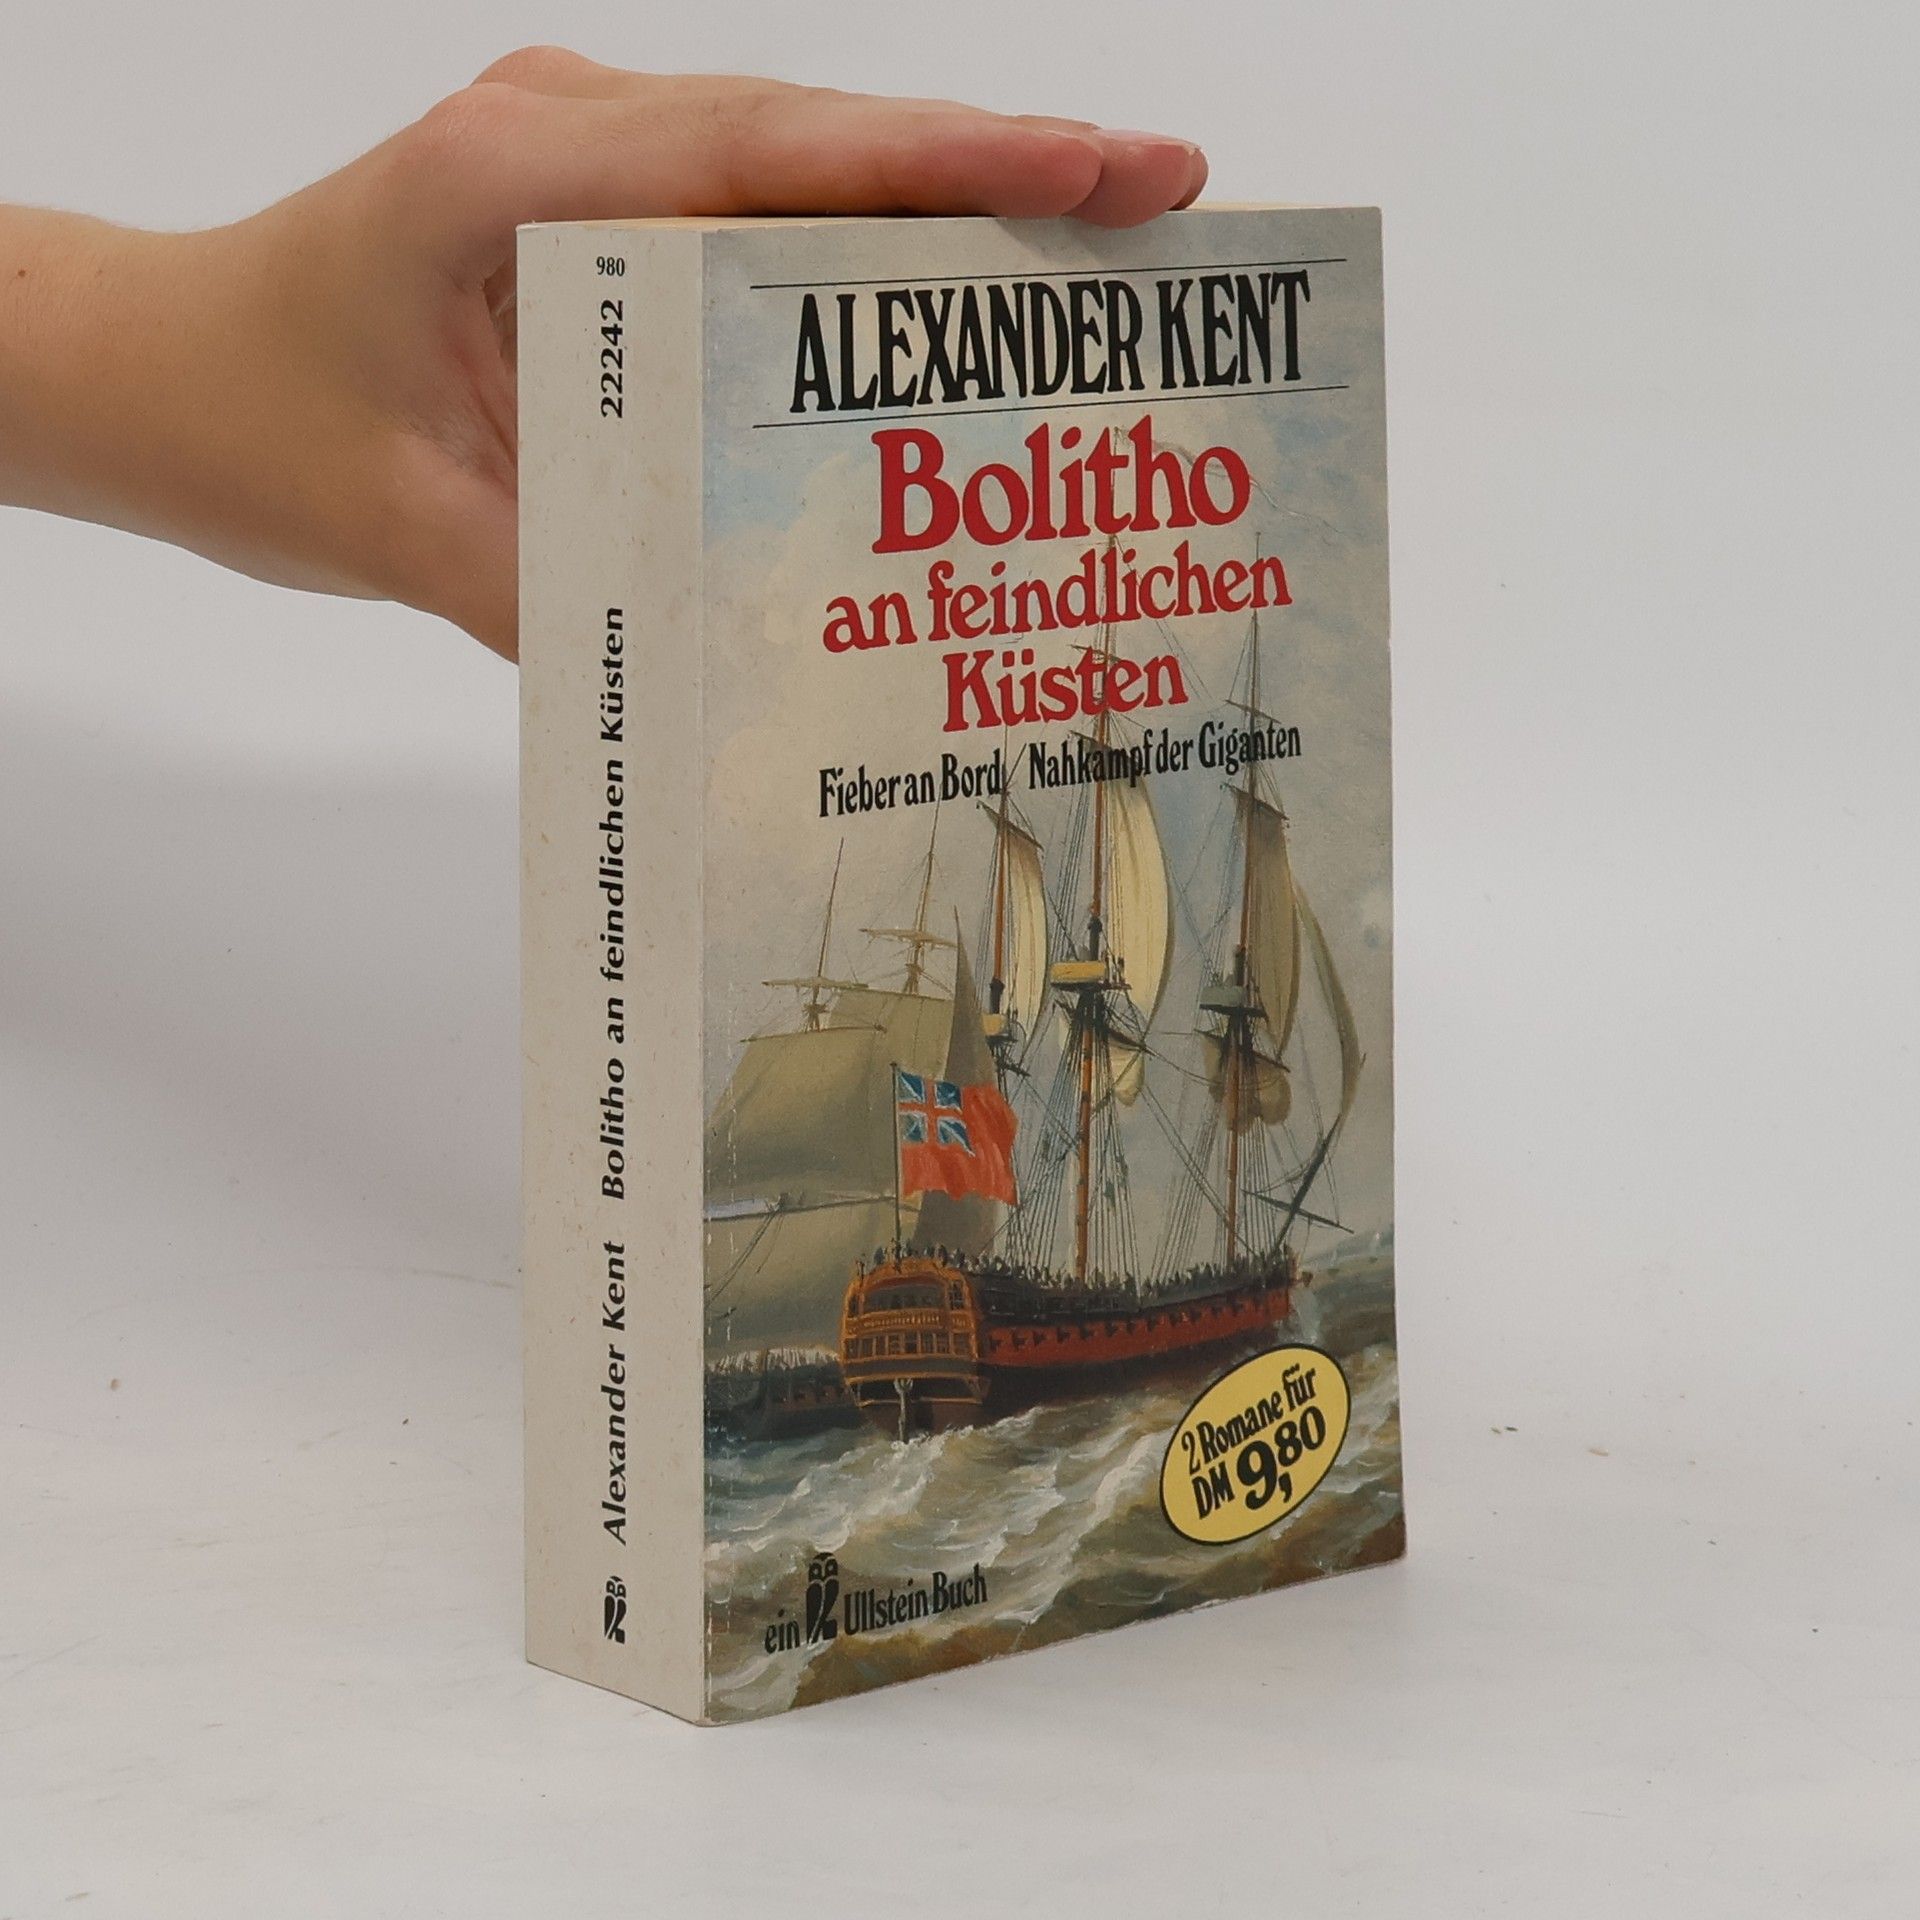 980
22242
Alexander Kent Bolitho an feindlichen Küsten
ALEXANDER KENT
Bolitho
an feindlichen
Küsten
Fieber an Bord / Nahkampf der Giganten
2 Romane für
DM 9,80
ein Ullstein Buch